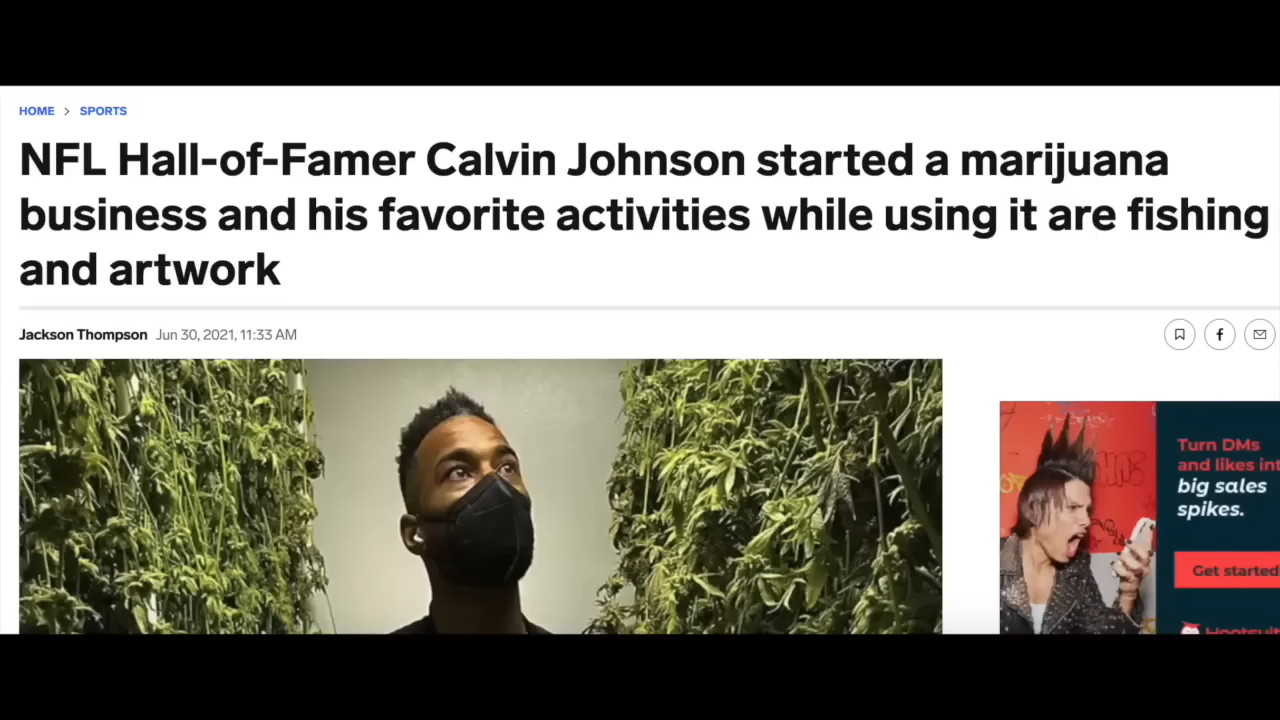 HOME > SPORTS
NFL Hall-of-Famer Calvin Johnson started a marijuana
business and his favorite activities while using it are fishing
and artwork
Jackson Thompson Jun 30, 2021, 11:33 AM
Turn DMs
and likes int
big sales
spikes.
Get started
Hootsuit